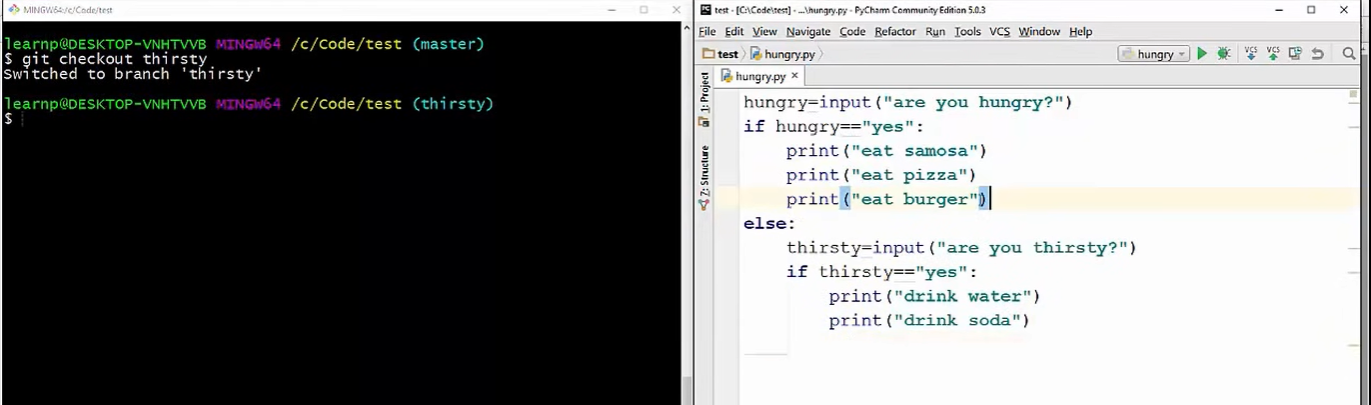 MINGW64:/c/Code/test
learnp@DESKTOP-VNHTVVB MINGW64 /c/Code/test (master)
$ git checkout thirsty
Switched to branch 'thirsty'
learnp@DESKTOP-VNHTVVB MINGW64 /c/Code/test (thirsty)
$
test - [C:\Code\test] - ...\hungry.py - PyCharm Community Edition 5.0.3
File Edit View Navigate Code Refactor Run Tools VCS Window Help
test hungry.py hungry VCS VCS
hungry.py
1: Project
7: Structure
hungry=input("are you hungry?")
if hungry=="yes":
    print("eat samosa")
    print("eat pizza")
    print("eat burger")
else:
    thirsty=input("are you thirsty?")
    if thirsty=="yes":
        print("drink water")
        print("drink soda")